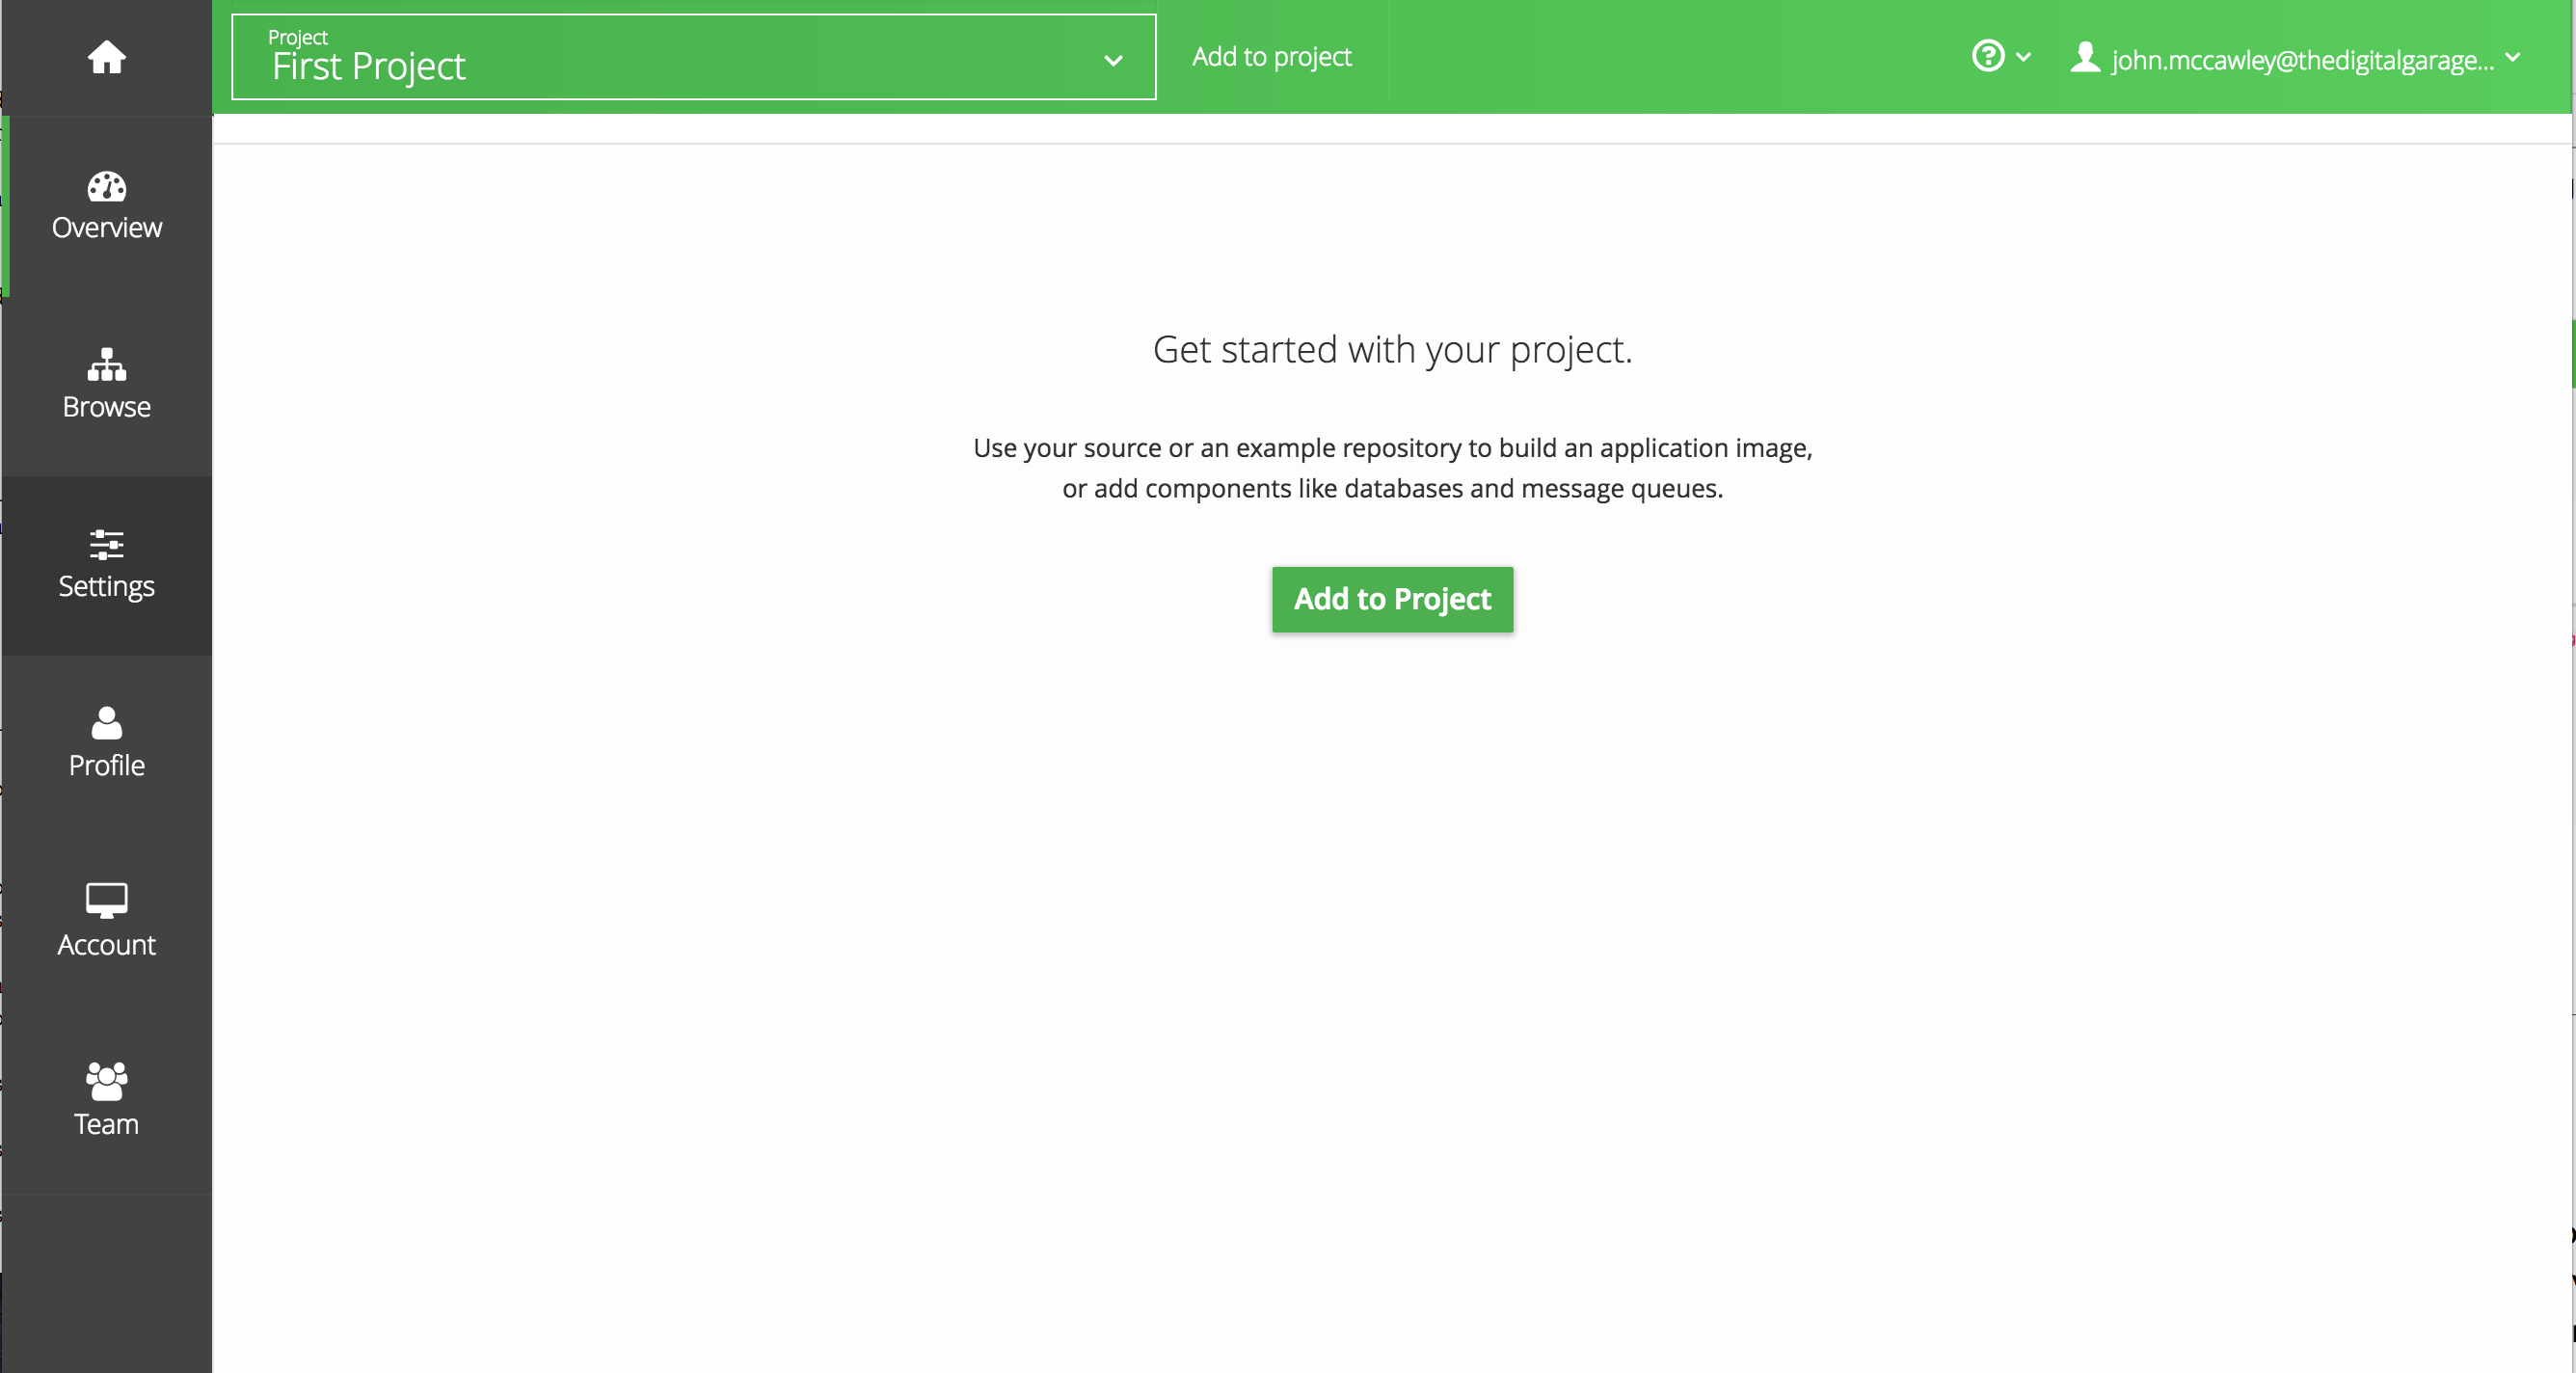 Project
First Project
Add to project
john.mccawley@thedigitalgarage...
Overview
Browse
Settings
Profile
Account
Team
Get started with your project.
Use your source or an example repository to build an application image,
or add components like databases and message queues.
Add to Project